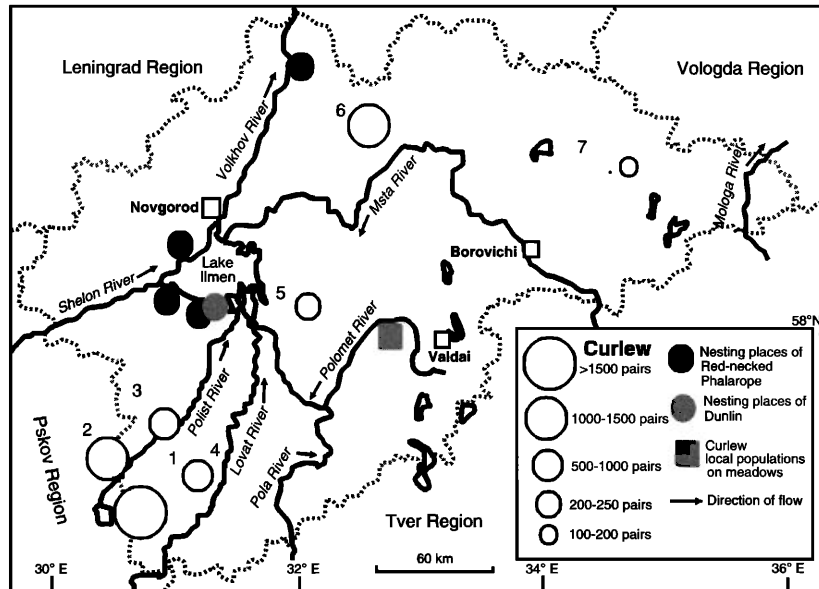 Leningrad Region
Vologda Region
Volkhov River
6
7
Mologa River
Msta River
Novgorod
Borovichi
Lake
Ilmen
Shelon River
5
58°N
Polomet River
Valdai
3
Polist River
2
1
4
Lovat River
Pola River
Pskov Region
Tver Region
60 km
30° E
32° E
34° E
36° E
Curlew
>1500 pairs
1000-1500 pairs
500-1000 pairs
200-250 pairs
100-200 pairs
Nesting places of
Red-necked
Phalarope
Nesting places of
Dunlin
Curlew
local populations
on meadows
Direction of flow